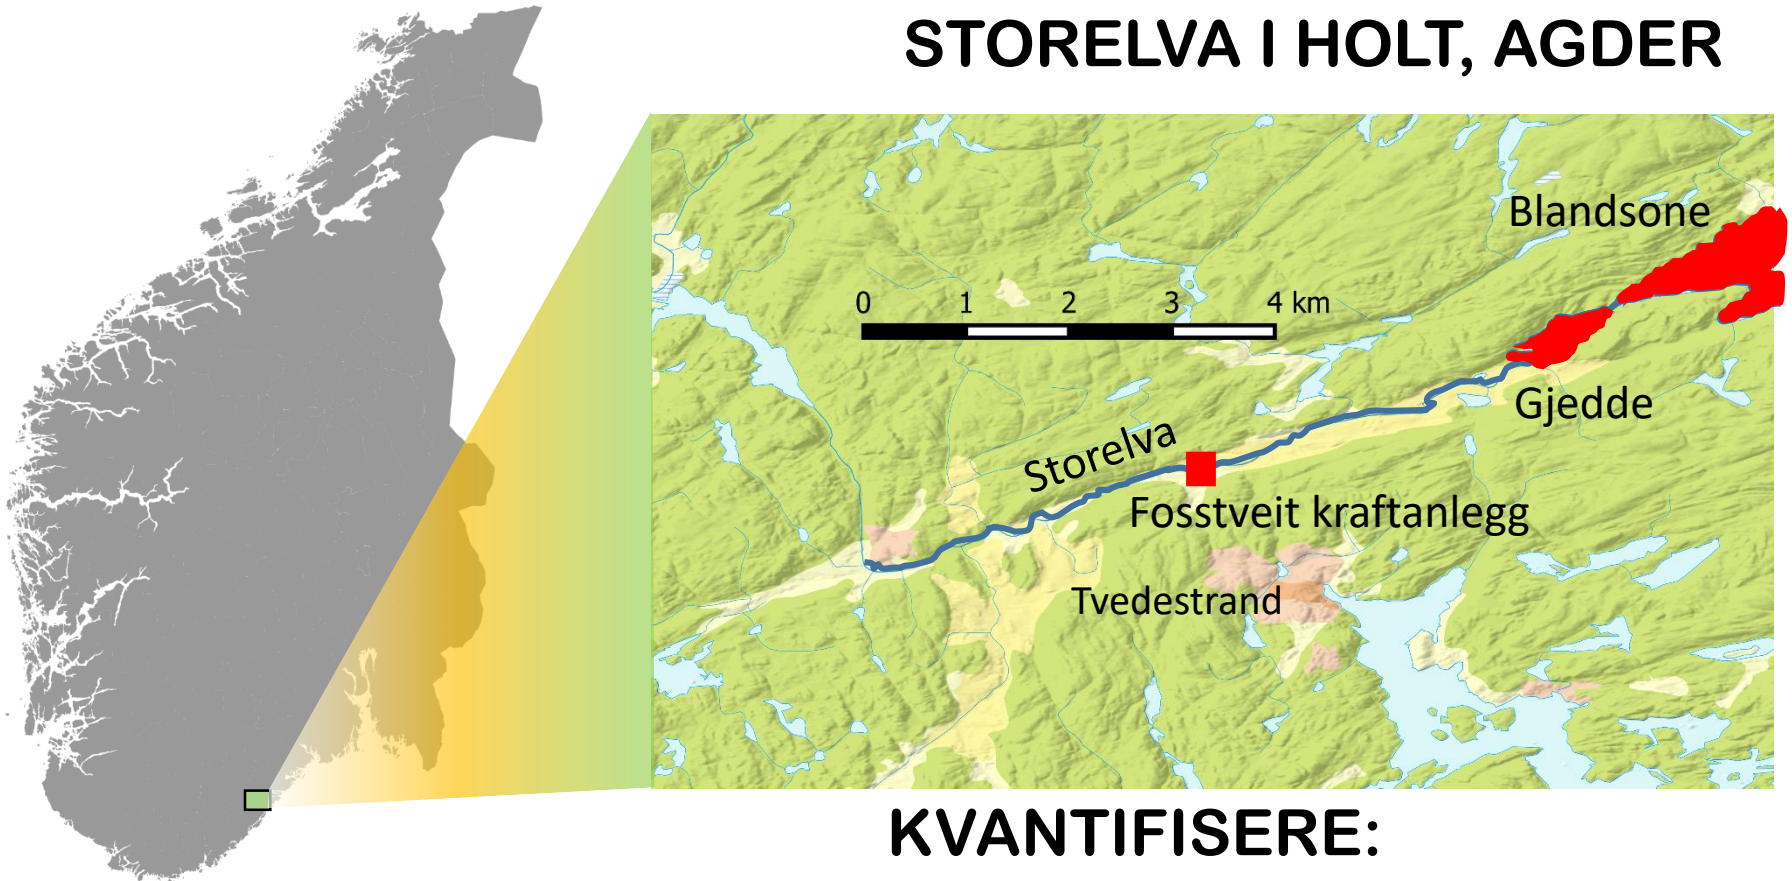 STORELVA I HOLT, AGDER
Blandsone
0 1 2 3 4 km
Gjedde
Storelva
Fosstveit kraftanlegg
Tvedestrand
KVANTIFISERE: